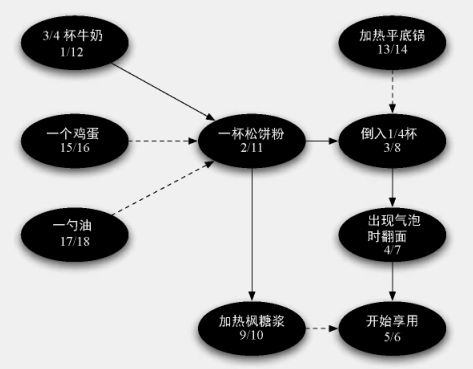 3/4 杯牛奶
1/12
加热平底锅
13/14
一个鸡蛋
15/16
一杯松饼粉
2/11
倒入1/4杯
3/8
一勺油
17/18
出现气泡
时翻面
4/7
加热枫糖浆
9/10
开始享用
5/6